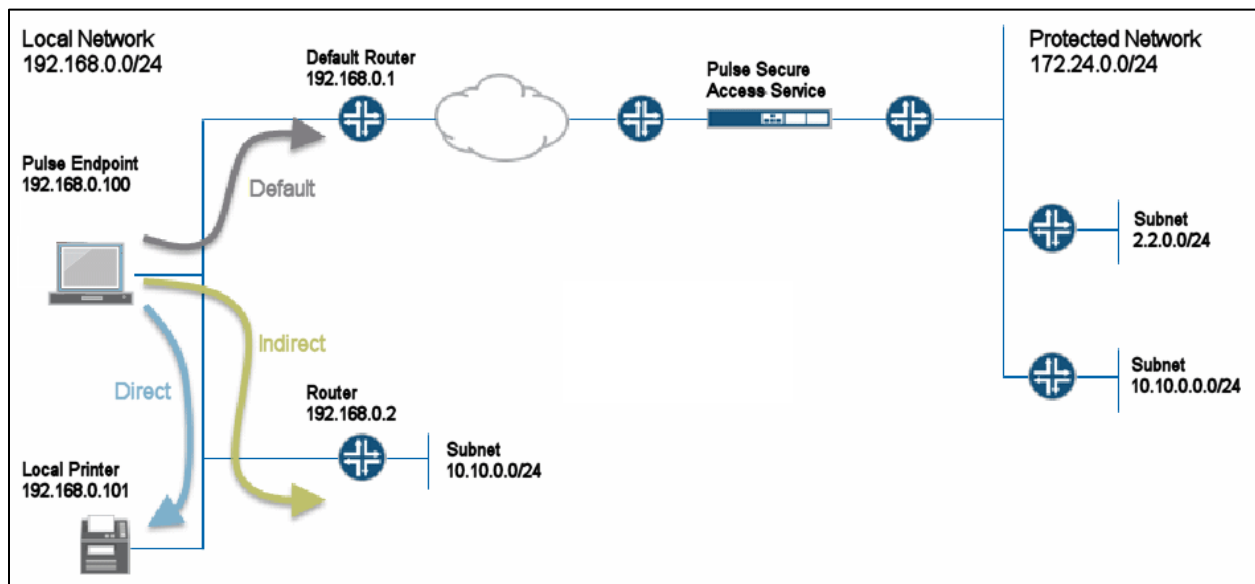 Local Network
192.168.0.0/24
Default Router
192.168.0.1
Pulse Secure
Access Service
Protected Network
172.24.0.0/24
Pulse Endpoint
192.168.0.100
Default
Subnet
2.2.0.0/24
Indirect
Direct
Router
192.168.0.2
Subnet
10.10.0.0.0/24
Subnet
10.10.0.0/24
Local Printer
192.168.0.101